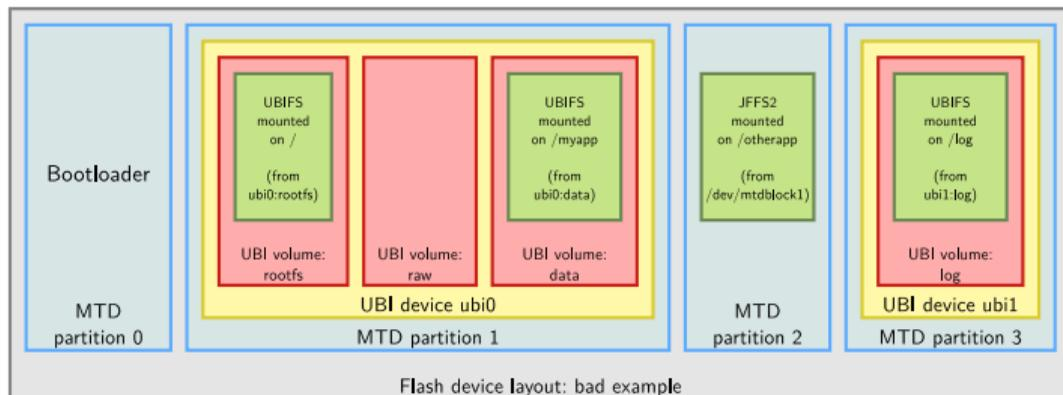 Bootloader
MTD
partition 0
UBIFS
mounted
on /
(from
ubi0:rootfs)
UBI volume:
rootfs
UBI volume:
raw
UBIFS
mounted
on /myapp
(from
ubi0:data)
UBI volume:
data
UBI device ubi0
MTD partition 1
JFFS2
mounted
on /otherapp
(from
/dev/mtdblock1)
MTD
partition 2
UBIFS
mounted
on /log
(from
ubi1:log)
UBI volume:
log
UBI device ubi1
MTD partition 3
Flash device layout: bad example